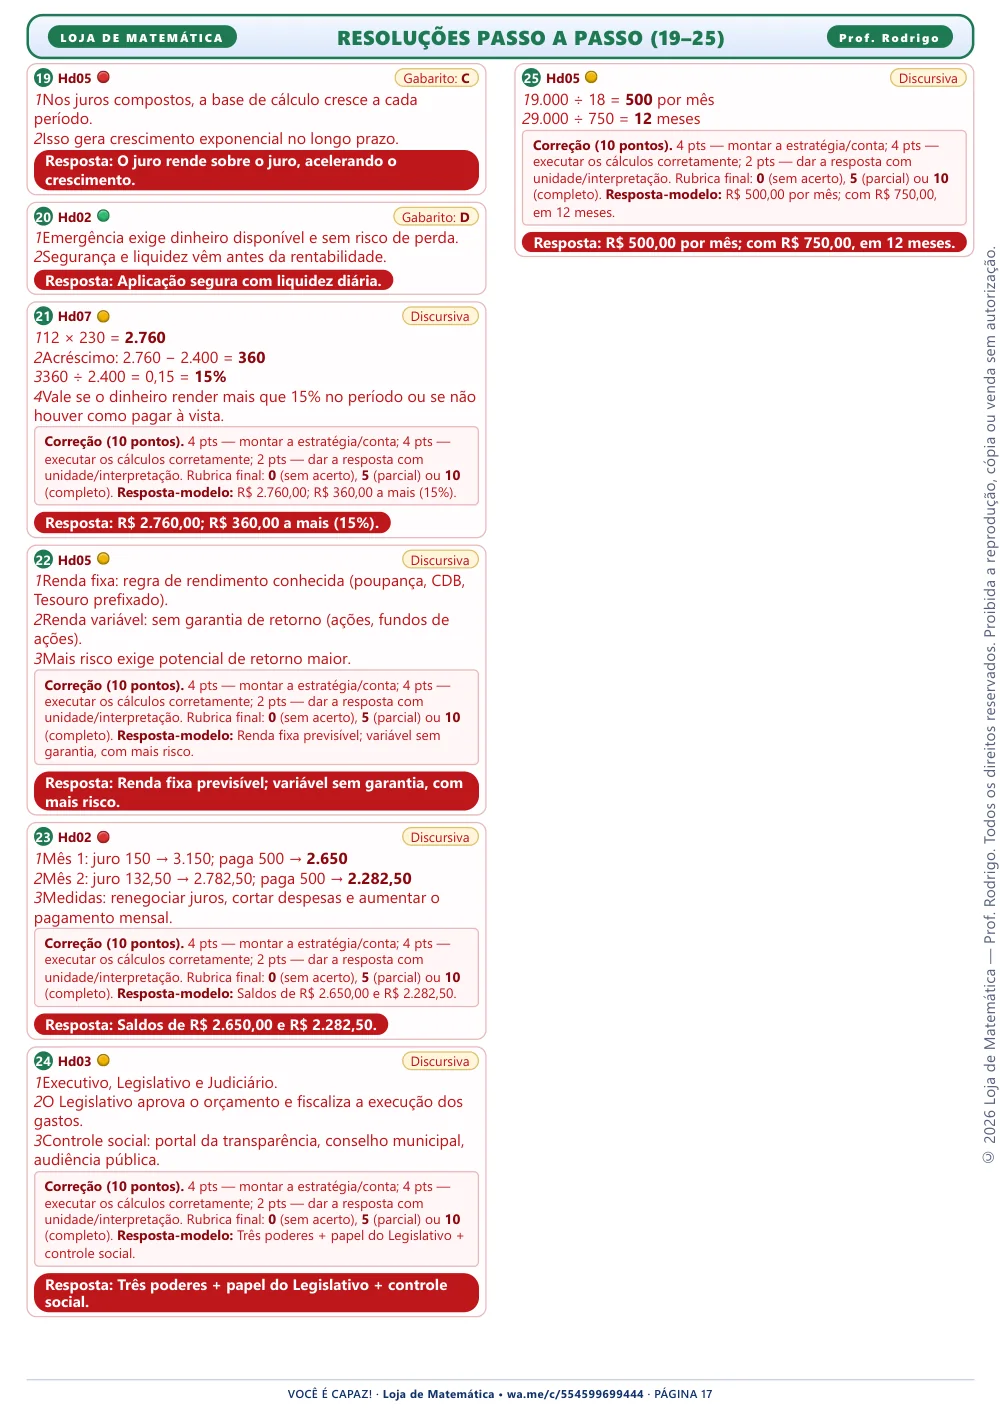 LOJA DE MATEMÁTICA
RESOLUÇÕES PASSO A PASSO (19–25)
Prof. Rodrigo
19 Hd05
Gabarito: C
1Nos juros compostos, a base de cálculo cresce a cada
período.
2Isso gera crescimento exponencial no longo prazo.
Resposta: O juro rende sobre o juro, acelerando o
crescimento.
20 Hd02
Gabarito: D
1Emergência exige dinheiro disponível e sem risco de perda.
2Segurança e liquidez vêm antes da rentabilidade.
Resposta: Aplicação segura com liquidez diária.
21 Hd07
Discursiva
112 × 230 = 2.760
2Acréscimo: 2.760 − 2.400 = 360
3360 ÷ 2.400 = 0,15 = 15%
4Vale se o dinheiro render mais que 15% no período ou se não
houver como pagar à vista.
Correção (10 pontos). 4 pts — montar a estratégia/conta; 4 pts —
executar os cálculos corretamente; 2 pts — dar a resposta com
unidade/interpretação. Rubrica final: 0 (sem acerto), 5 (parcial) ou 10
(completo). Resposta-modelo: R$ 2.760,00; R$ 360,00 a mais (15%).
Resposta: R$ 2.760,00; R$ 360,00 a mais (15%).
22 Hd05
Discursiva
1Renda fixa: regra de rendimento conhecida (poupança, CDB,
Tesouro prefixado).
2Renda variável: sem garantia de retorno (ações, fundos de
ações).
3Mais risco exige potencial de retorno maior.
Correção (10 pontos). 4 pts — montar a estratégia/conta; 4 pts —
executar os cálculos corretamente; 2 pts — dar a resposta com
unidade/interpretação. Rubrica final: 0 (sem acerto), 5 (parcial) ou 10
(completo). Resposta-modelo: Renda fixa previsível; variável sem
garantia, com mais risco.
Resposta: Renda fixa previsível; variável sem garantia, com
mais risco.
23 Hd02
Discursiva
1Mês 1: juro 150 → 3.150; paga 500 → 2.650
2Mês 2: juro 132,50 → 2.782,50; paga 500 → 2.282,50
3Medidas: renegociar juros, cortar despesas e aumentar o
pagamento mensal.
Correção (10 pontos). 4 pts — montar a estratégia/conta; 4 pts —
executar os cálculos corretamente; 2 pts — dar a resposta com
unidade/interpretação. Rubrica final: 0 (sem acerto), 5 (parcial) ou 10
(completo). Resposta-modelo: Saldos de R$ 2.650,00 e R$ 2.282,50.
Resposta: Saldos de R$ 2.650,00 e R$ 2.282,50.
24 Hd03
Discursiva
1Executivo, Legislativo e Judiciário.
2O Legislativo aprova o orçamento e fiscaliza a execução dos
gastos.
3Controle social: portal da transparência, conselho municipal,
audiência pública.
Correção (10 pontos). 4 pts — montar a estratégia/conta; 4 pts —
executar os cálculos corretamente; 2 pts — dar a resposta com
unidade/interpretação. Rubrica final: 0 (sem acerto), 5 (parcial) ou 10
(completo). Resposta-modelo: Três poderes + papel do Legislativo +
controle social.
Resposta: Três poderes + papel do Legislativo + controle
social.
25 Hd05
Discursiva
19.000 ÷ 18 = 500 por mês
29.000 ÷ 750 = 12 meses
Correção (10 pontos). 4 pts — montar a estratégia/conta; 4 pts —
executar os cálculos corretamente; 2 pts — dar a resposta com
unidade/interpretação. Rubrica final: 0 (sem acerto), 5 (parcial) ou 10
(completo). Resposta-modelo: R$ 500,00 por mês; com R$ 750,00,
em 12 meses.
Resposta: R$ 500,00 por mês; com R$ 750,00, em 12 meses.
© 2026 Loja de Matemática — Prof. Rodrigo. Todos os direitos reservados. Proibida a reprodução, cópia ou venda sem autorização.
VOCÊ É CAPAZ! · Loja de Matemática • wa.me/c/554599699444 · PÁGINA 17